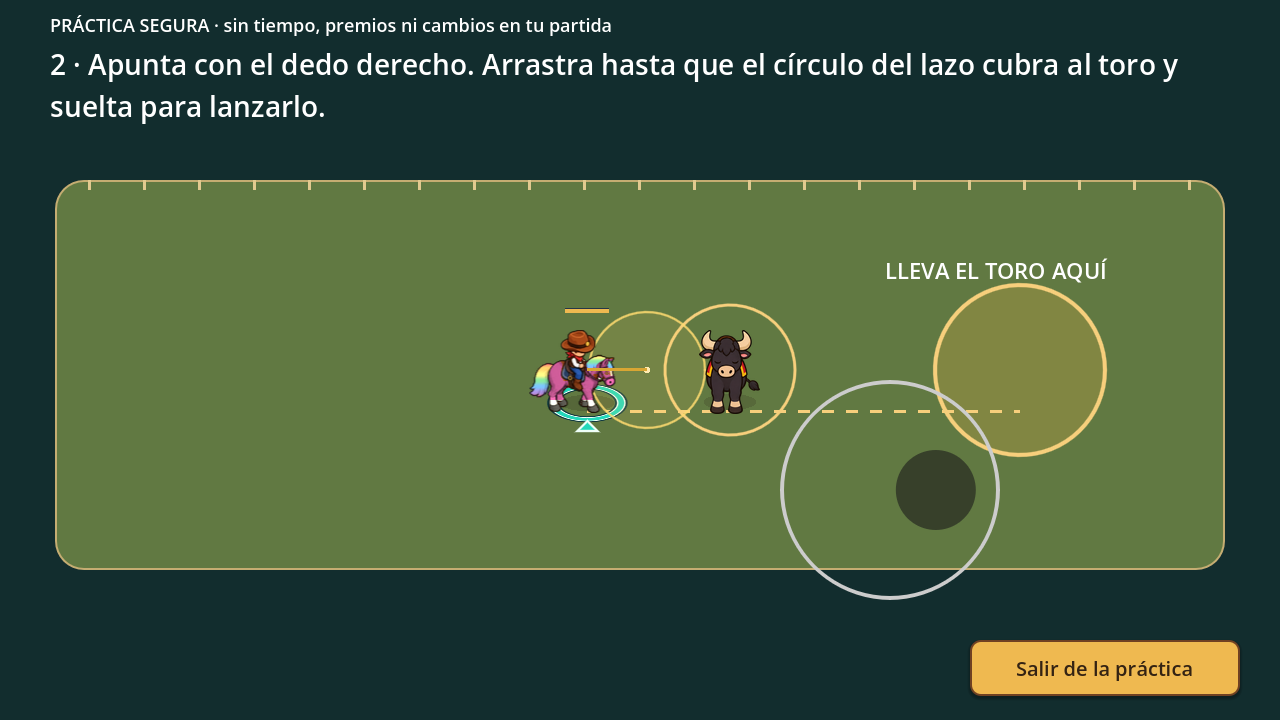 PRÁCTICA SEGURA · sin tiempo, premios ni cambios en tu partida
2 · Apunta con el dedo derecho. Arrastra hasta que el círculo del lazo cubra al toro y
suelta para lanzarlo.
LLEVA EL TORO AQUÍ
Salir de la práctica